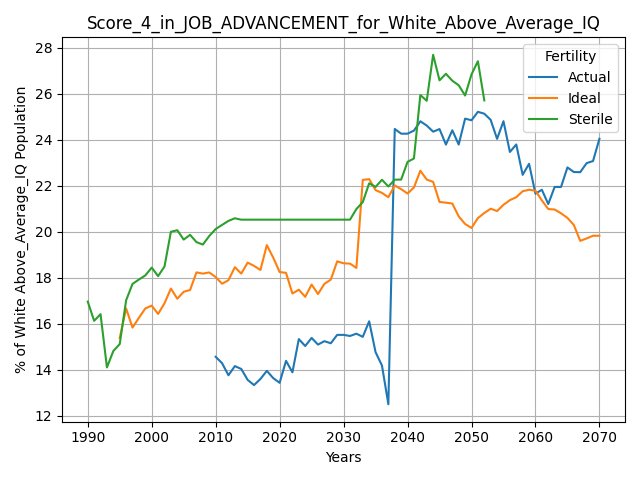 Score_4_in_JOB_ADVANCEMENT_for_White_Above_Average_IQ
% of White Above_Average_IQ Population
28
26
24
22
20
18
16
14
12
Fertility
Actual
Ideal
Sterile
1990 2000 2010 2020 2030 2040 2050 2060 2070
Years